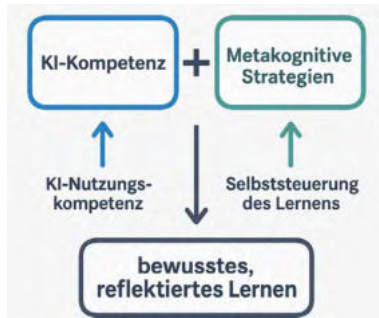 KI-Kompetenz
+
Metakognitive
Strategien
KI-Nutzungs-
kompetenz
Selbststeuerung
des Lernens
bewusstes,
reflektiertes Lernen